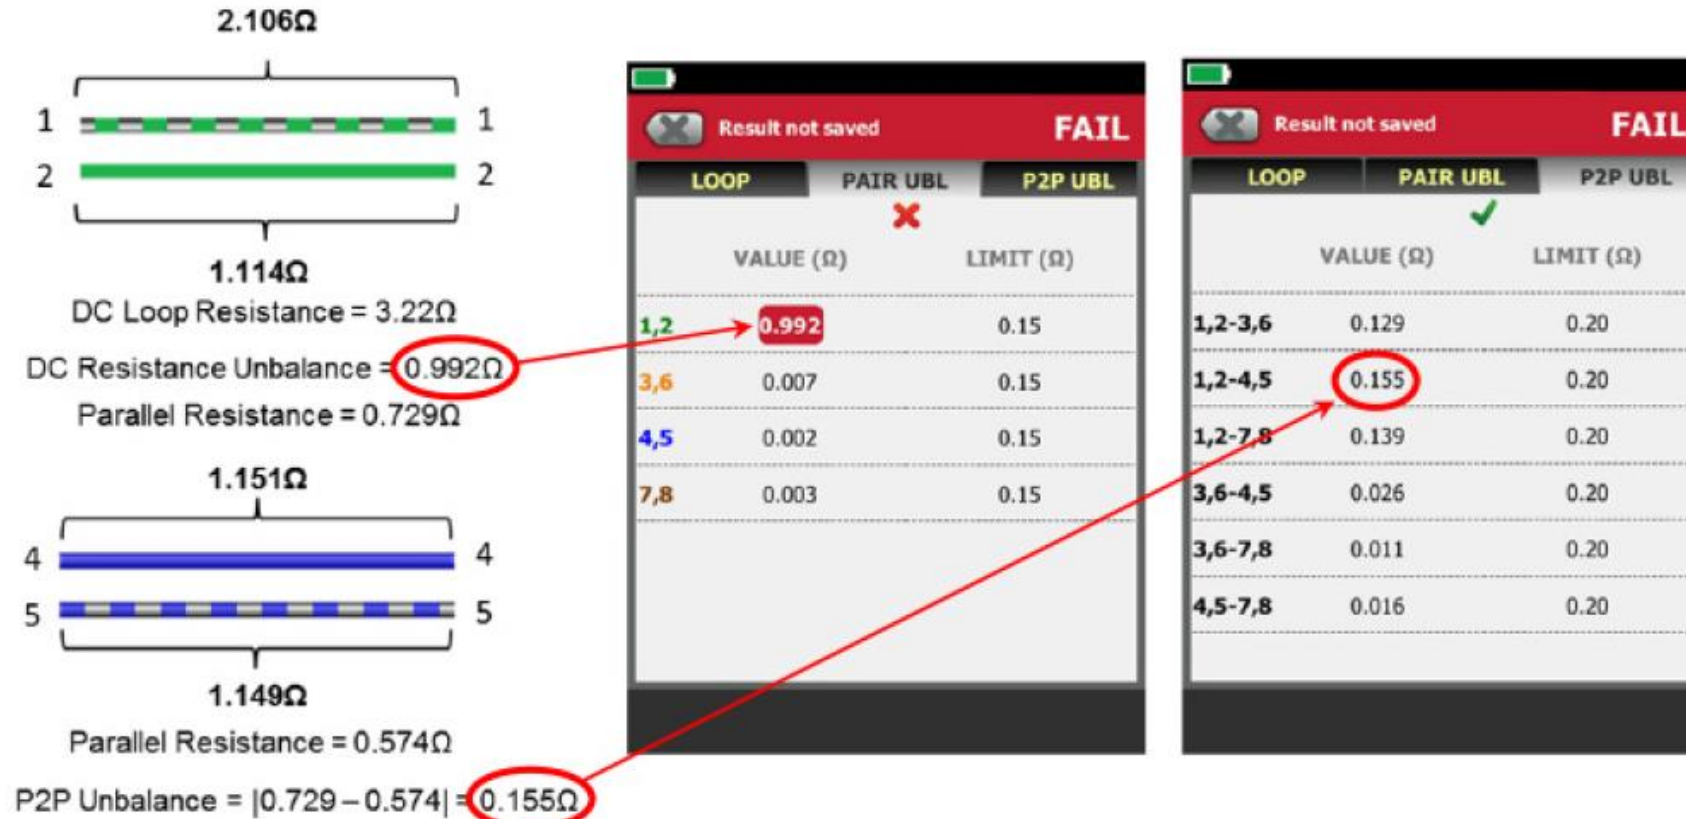 2.106Ω
1 1
2 2
1.114Ω
DC Loop Resistance = 3.22Ω
DC Resistance Unbalance = 0.992Ω
Parallel Resistance = 0.729Ω
1.151Ω
4 4
5 5
1.149Ω
Parallel Resistance = 0.574Ω
P2P Unbalance = |0.729 – 0.574| = 0.155Ω
Result not saved FAIL
LOOP PAIR UBL P2P UBL
VALUE (Ω) LIMIT (Ω)
1,2 0.992 0.15
3,6 0.007 0.15
4,5 0.002 0.15
7,8 0.003 0.15
Result not saved FAIL
LOOP PAIR UBL P2P UBL
VALUE (Ω) LIMIT (Ω)
1,2-3,6 0.129 0.20
1,2-4,5 0.155 0.20
1,2-7,8 0.139 0.20
3,6-4,5 0.026 0.20
3,6-7,8 0.011 0.20
4,5-7,8 0.016 0.20